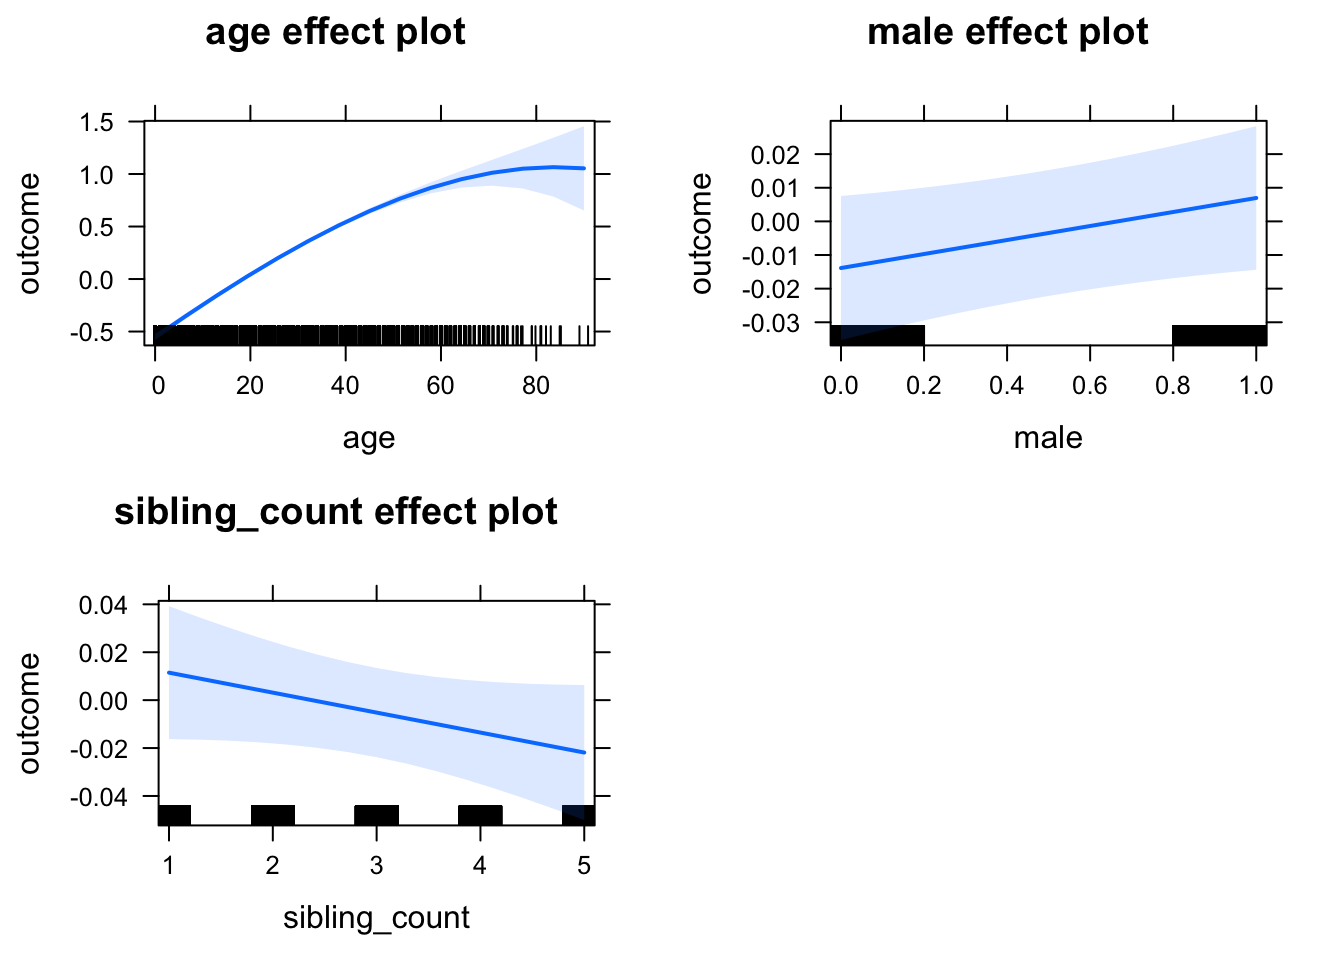 age effect plot
outcome
1.5
1.0
0.5
0.0
-0.5
0 20 40 60 80
age
male effect plot
outcome
0.02
0.01
0.00
-0.01
-0.02
-0.03
0.0 0.2 0.4 0.6 0.8 1.0
male
sibling_count effect plot
outcome
0.04
0.02
0.00
-0.02
-0.04
1 2 3 4 5
sibling_count